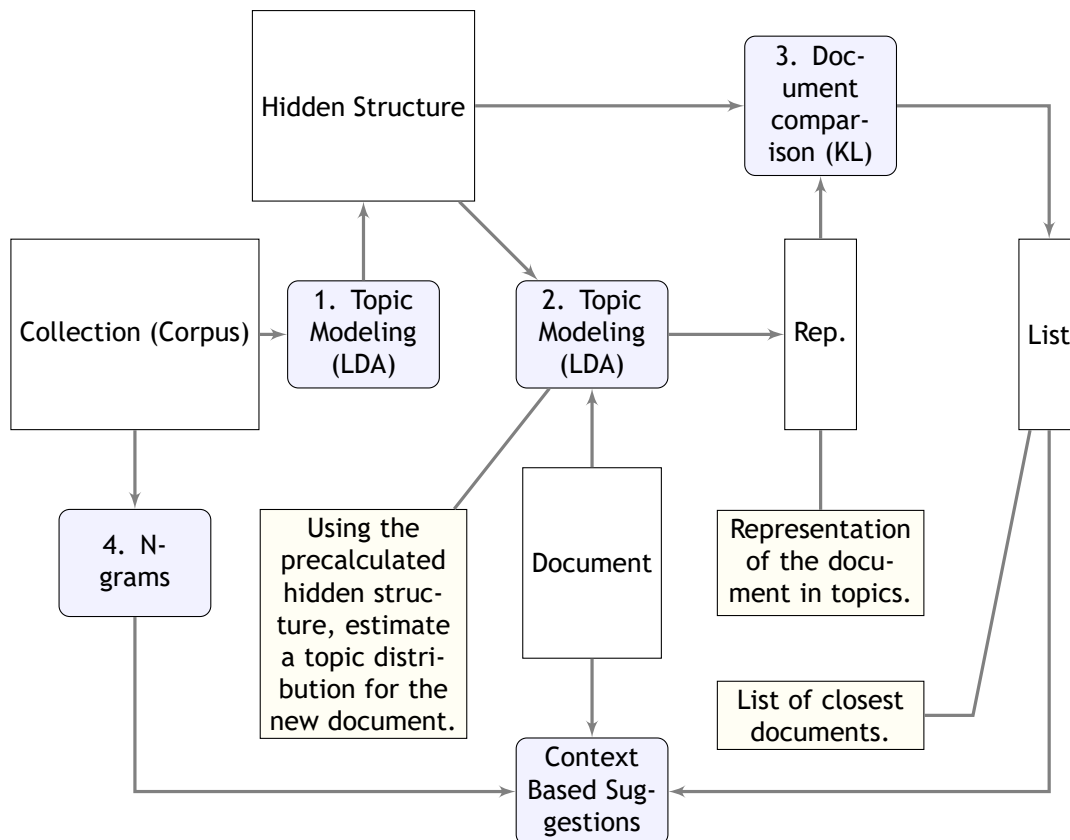 Hidden Structure
3. Doc-
ument
compar-
ison (KL)
Collection (Corpus)
1. Topic
Modeling
(LDA)
2. Topic
Modeling
(LDA)
Rep.
List
4. N-
grams
Using the
precalculated
hidden struc-
ture, estimate
a topic distri-
bution for the
new document.
Document
Representation
of the docu-
ment in topics.
List of closest
documents.
Context
Based Sug-
gestions